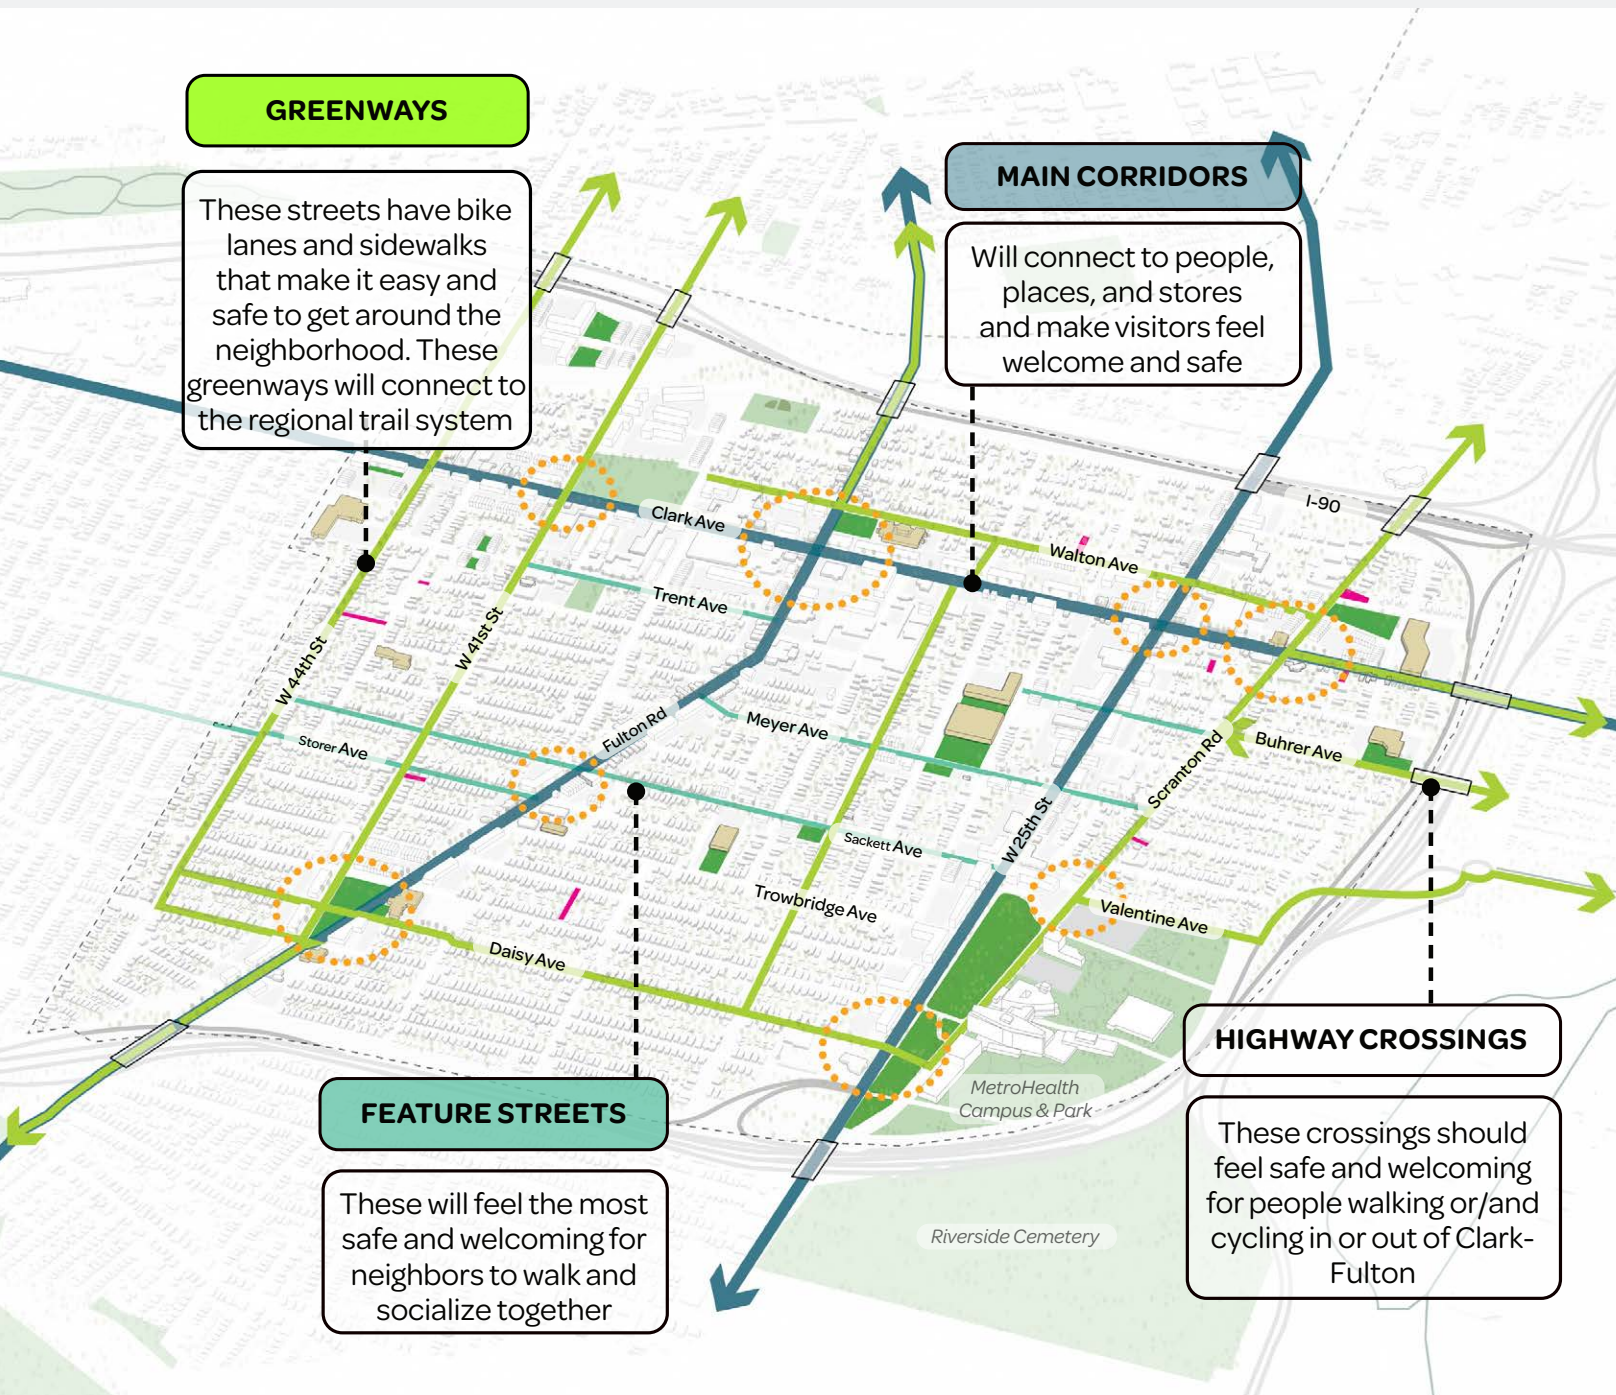 GREENWAYS
These streets have bike
lanes and sidewalks
that make it easy and
safe to get around the
neighborhood. These
greenways will connect to
the regional trail system
MAIN CORRIDORS
Will connect to people,
places, and stores
and make visitors feel
welcome and safe
I-90
Clark Ave
Walton Ave
Trent Ave
W 41st St
W 44th St
Meyer Ave
Fulton Rd
Storer Ave
Buhrer Ave
Scranton Rd
W 25th St
Sackett Ave
Trowbridge Ave
Valentine Ave
Daisy Ave
HIGHWAY CROSSINGS
These crossings should
feel safe and welcoming
for people walking or/and
cycling in or out of Clark-
Fulton
MetroHealth
Campus & Park
FEATURE STREETS
These will feel the most
safe and welcoming for
neighbors to walk and
socialize together
Riverside Cemetery